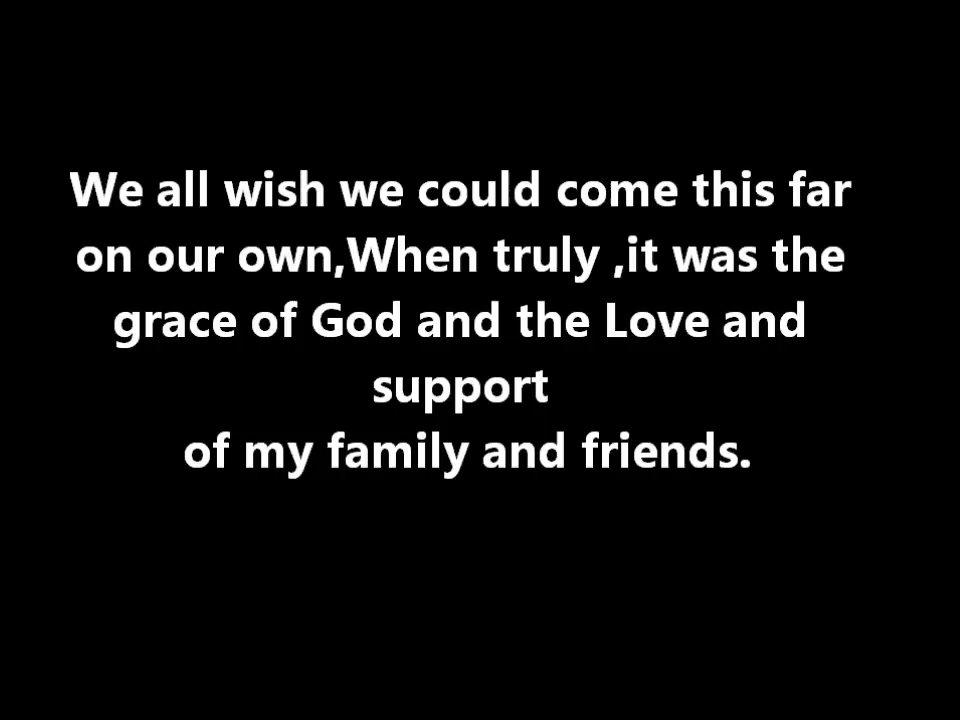 We all wish we could come this far
on our own,When truly ,it was the
grace of God and the Love and
support
of my family and friends.